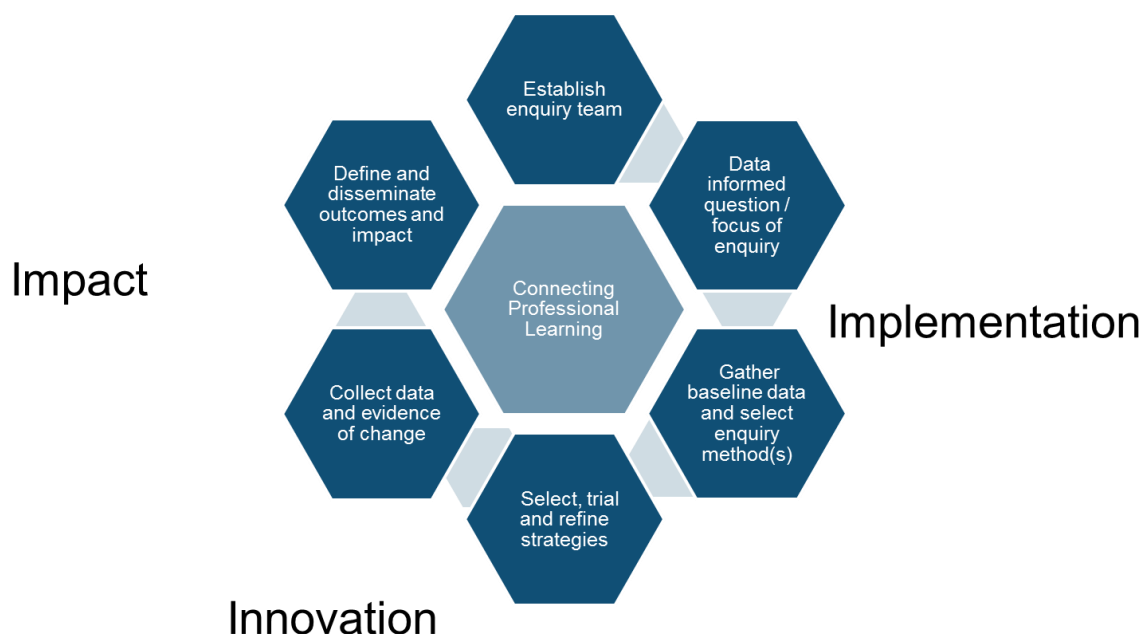 Establish
enquiry team
Data
informed
question /
focus of
enquiry
Gather
baseline data
and select
enquiry
method(s)
Select, trial
and refine
strategies
Collect data
and evidence
of change
Define and
disseminate
outcomes and
impact
Connecting
Professional
Learning
Impact
Implementation
Innovation